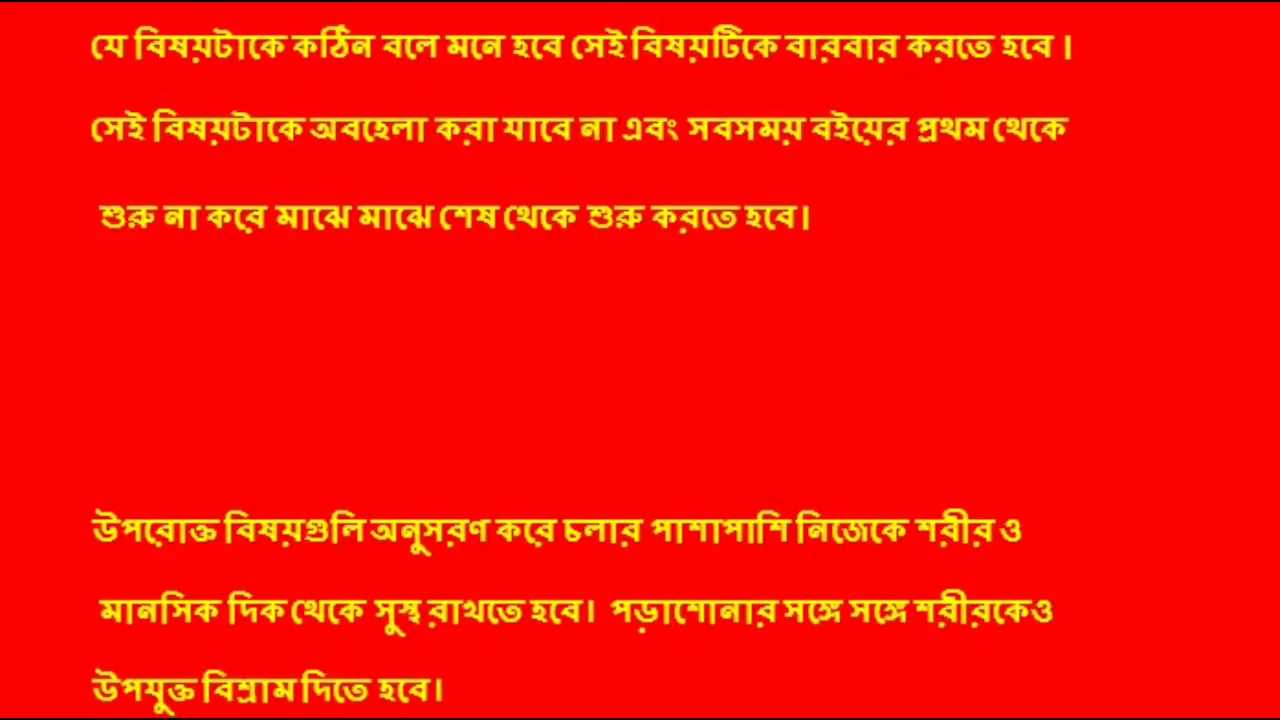 যে বিষয়টাকে কঠিন বলে মনে হবে সেই বিষয়টিকে বারবার করতে হবে ।
সেই বিষয়টাকে অবহেলা করা যাবে না এবং সবসময় বইয়ের প্রথম থেকে
শুরু না করে মাঝে মাঝে শেষ থেকে শুরু করতে হবে।
উপরোক্ত বিষয়গুলি অনুসরণ করে চলার পাশাপাশি নিজেকে শরীর ও
মানসিক দিক থেকে সুস্থ রাখতে হবে। পড়াশোনার সঙ্গে সঙ্গে শরীরকেও
উপযুক্ত বিশ্রাম দিতে হবে।